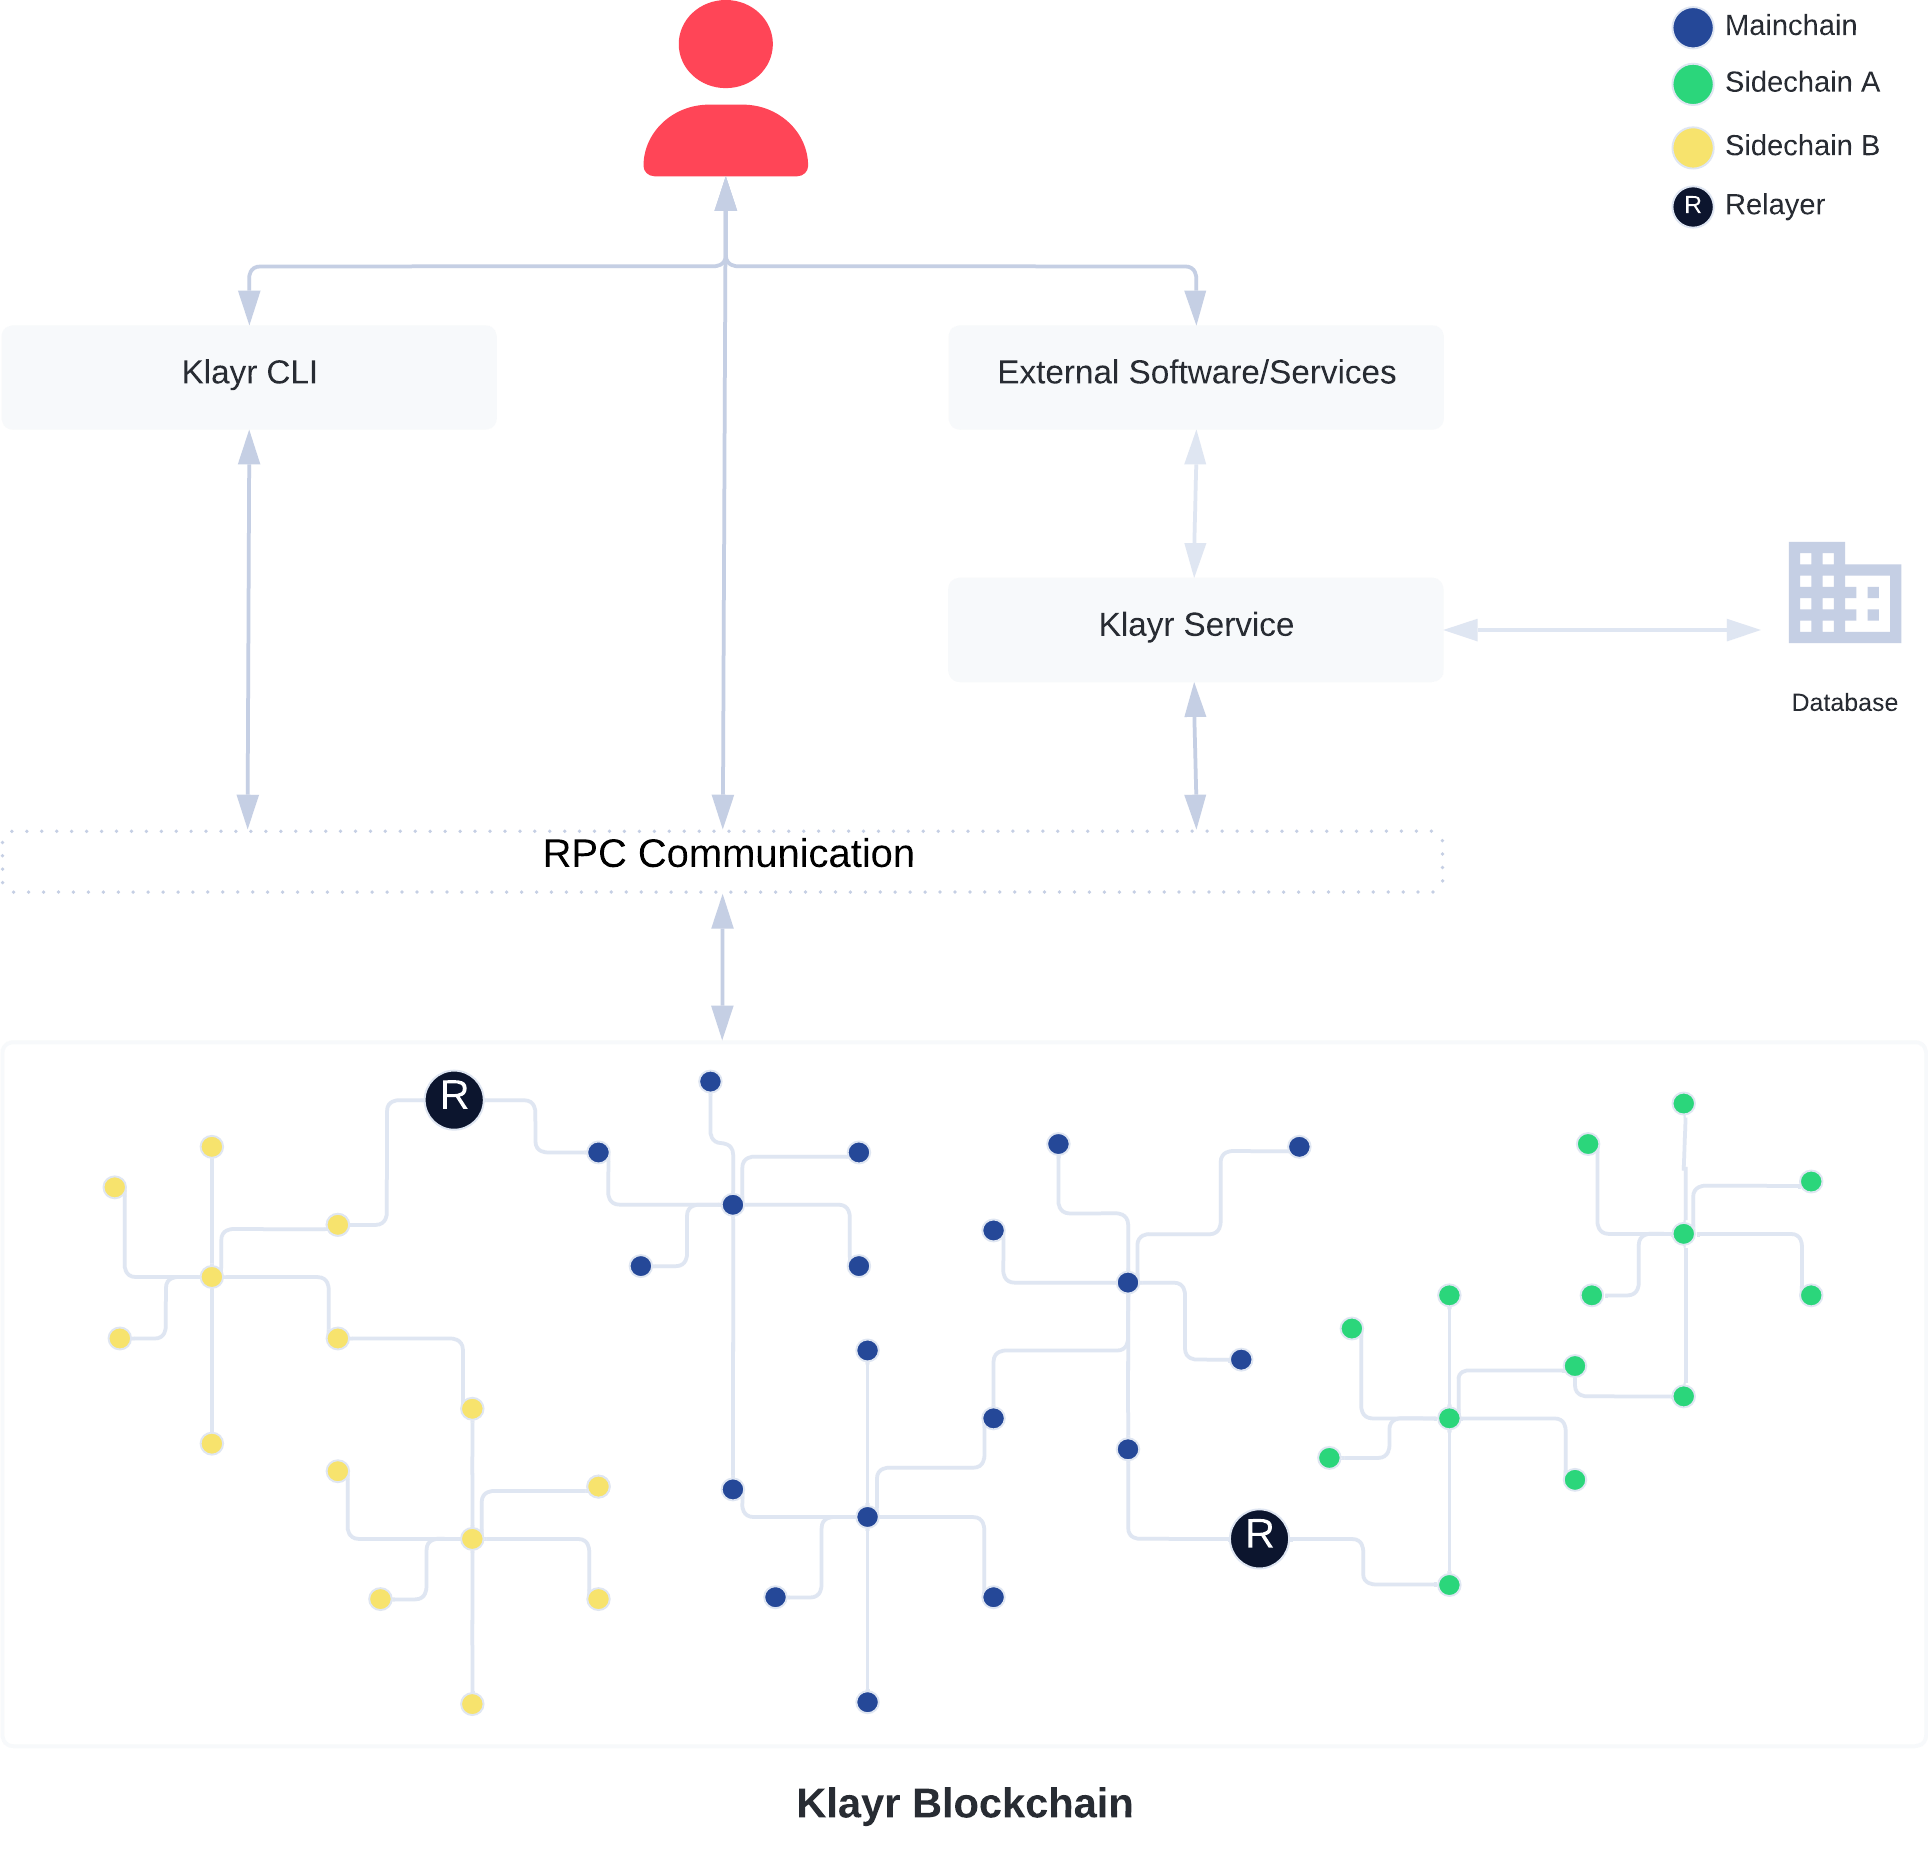 Mainchain
Sidechain A
Sidechain B
R Relayer
Klayr CLI
External Software/Services
Klayr Service
Database
RPC Communication
R
R
Klayr Blockchain